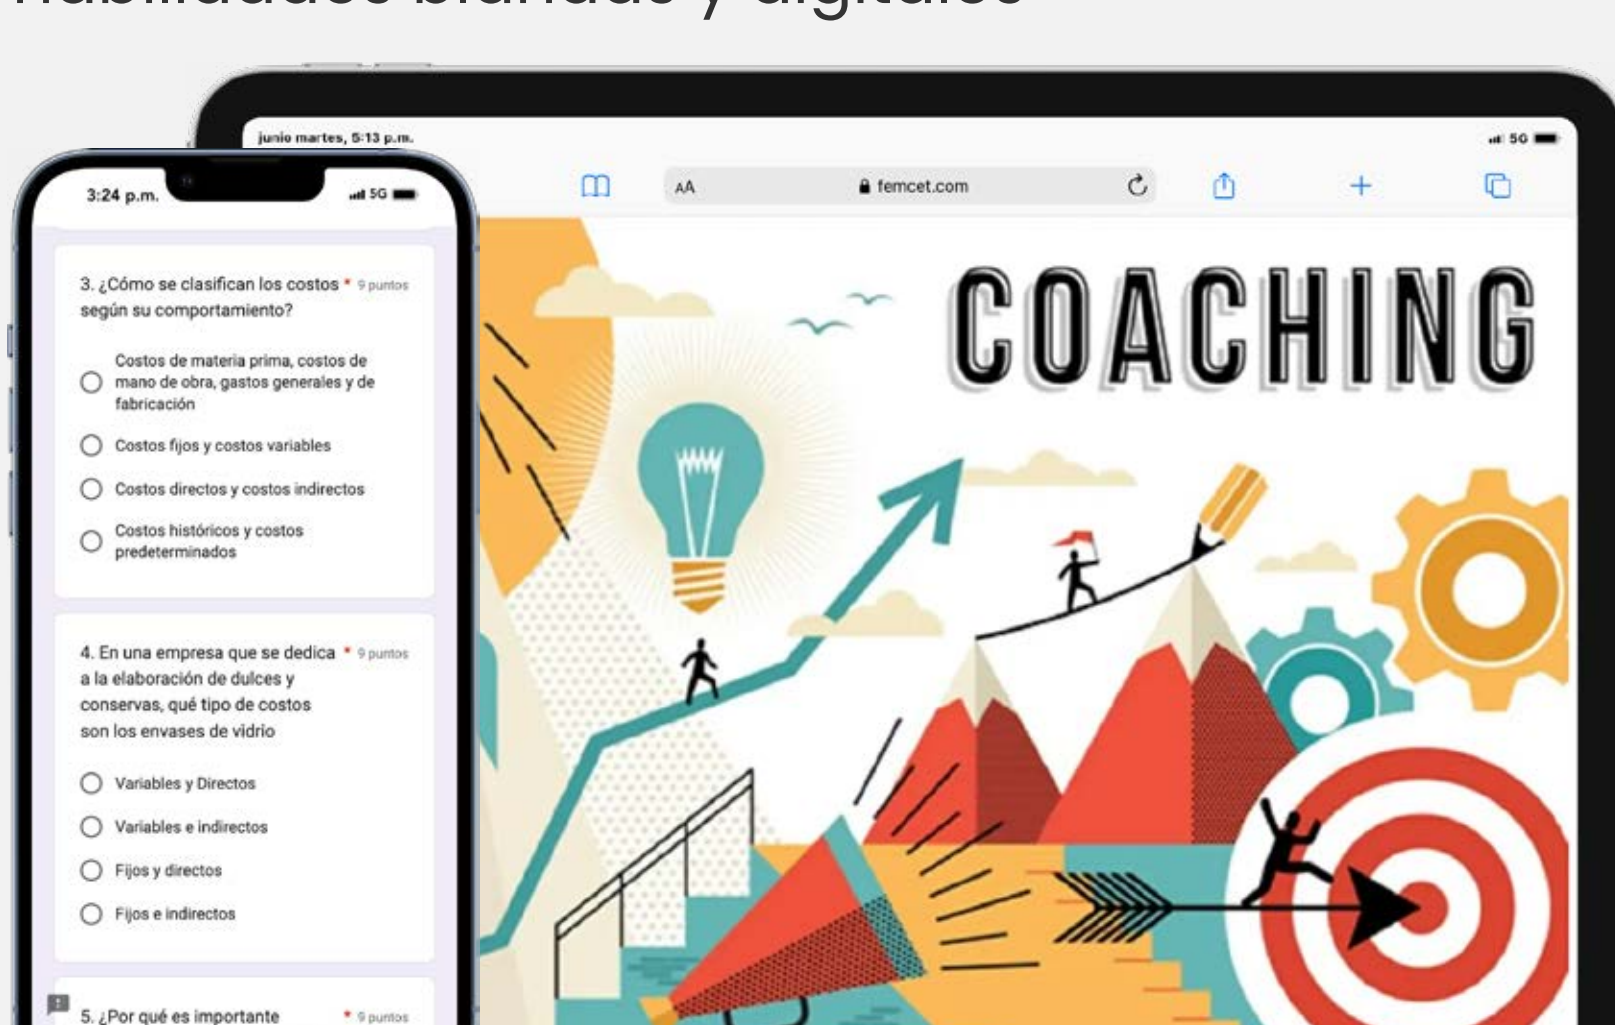 habilidades blandas y digitales
junio martes, 5:13 p.m.
5G
AA
femcet.com
COACHING
3:24 p.m.
5G
3. ¿Cómo se clasifican los costos * 9 puntos
según su comportamiento?
Costos de materia prima, costos de
mano de obra, gastos generales y de
fabricación
Costos fijos y costos variables
Costos directos y costos indirectos
Costos históricos y costos
predeterminados
4. En una empresa que se dedica * 9 puntos
a la elaboración de dulces y
conservas, qué tipo de costos
son los envases de vidrio
Variables y Directos
Variables e indirectos
Fijos y directos
Fijos e indirectos
5. ¿Por qué es importante * 9 puntos